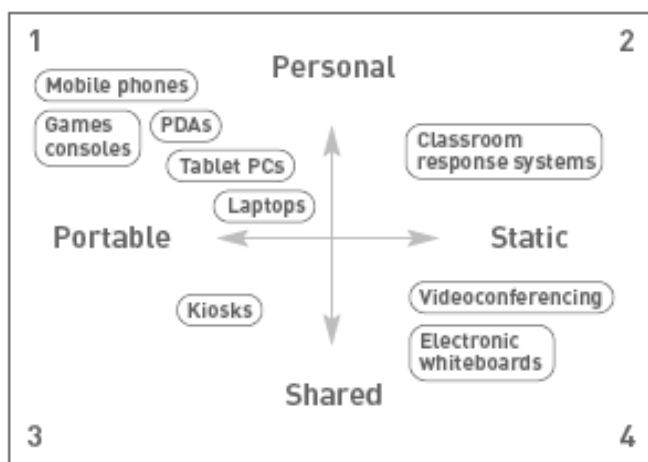 1
2
Personal
Mobile phones
Games
consoles
PDAs
Classroom
response systems
Tablet PCs
Laptops
Portable
Static
Kiosks
Videoconferencing
Electronic
whiteboards
Shared
3
4